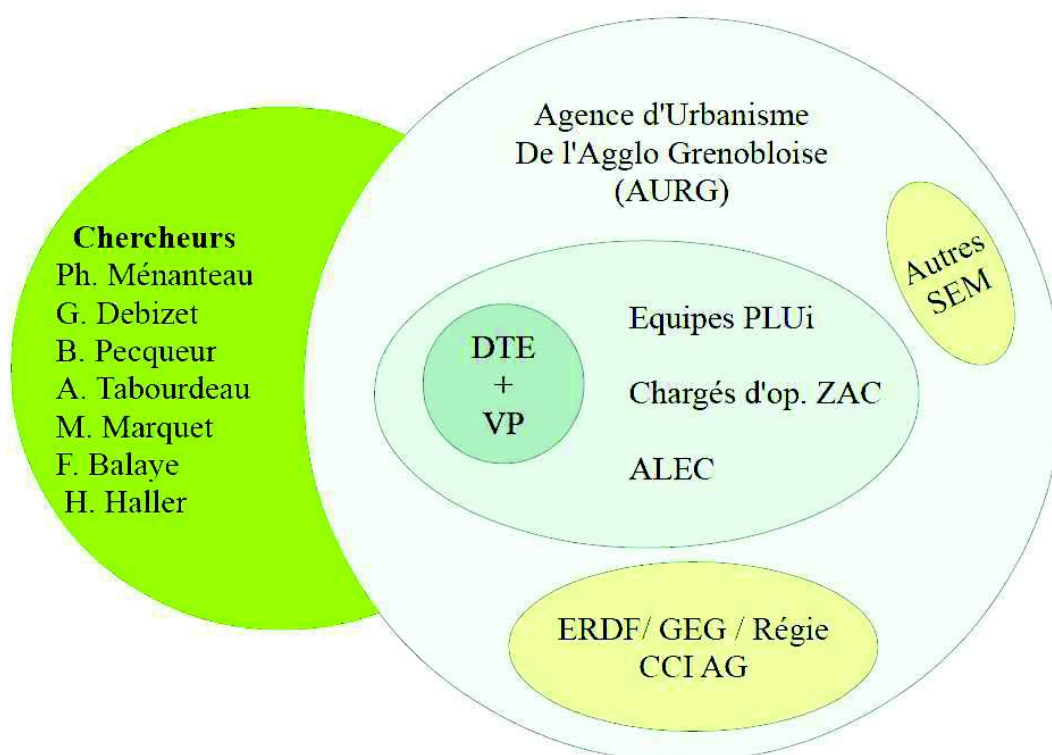 Chercheurs
Ph. Ménanteau
G. Debizet
B. Pecqueur
A. Tabourdeau
M. Marquet
F. Balaye
H. Haller
Agence d'Urbanisme
De l'Agglo Grenobloise
(AURG)
Autres
SEM
DTE
+
VP
Equipes PLUi
Chargés d'op. ZAC
ALEC
ERDF/ GEG / Régie
CCI AG